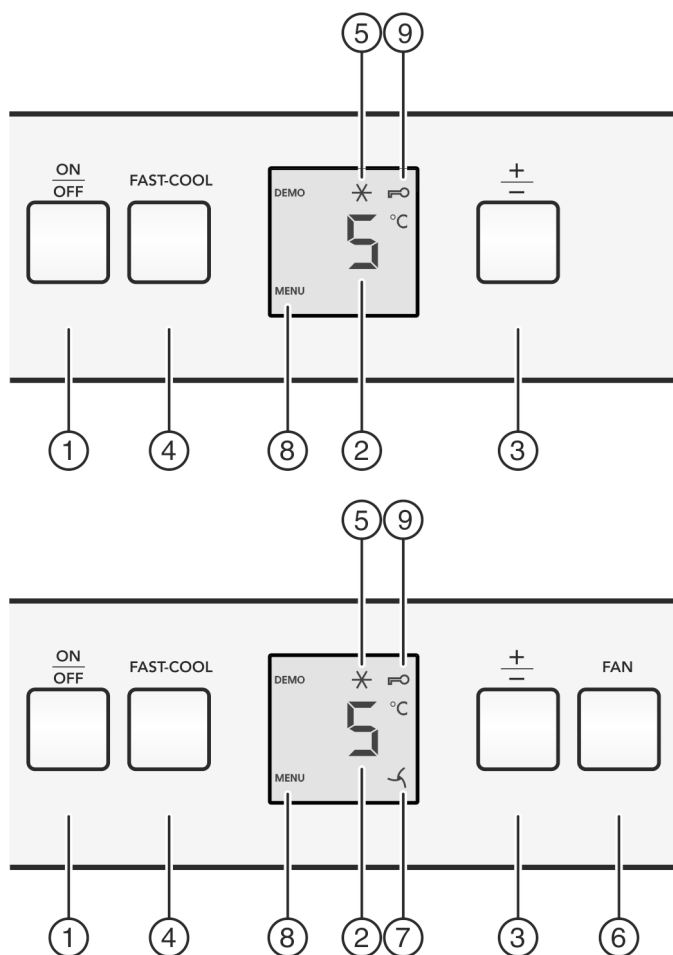 ⑤ ⑨
ON
OFF
FAST-COOL
DEMO
5 °C
MENU
+
−
① ④ ⑧ ② ③
⑤ ⑨
ON
OFF
FAST-COOL
DEMO
5 °C
MENU
+
−
FAN
① ④ ⑧ ② ⑦ ③ ⑥